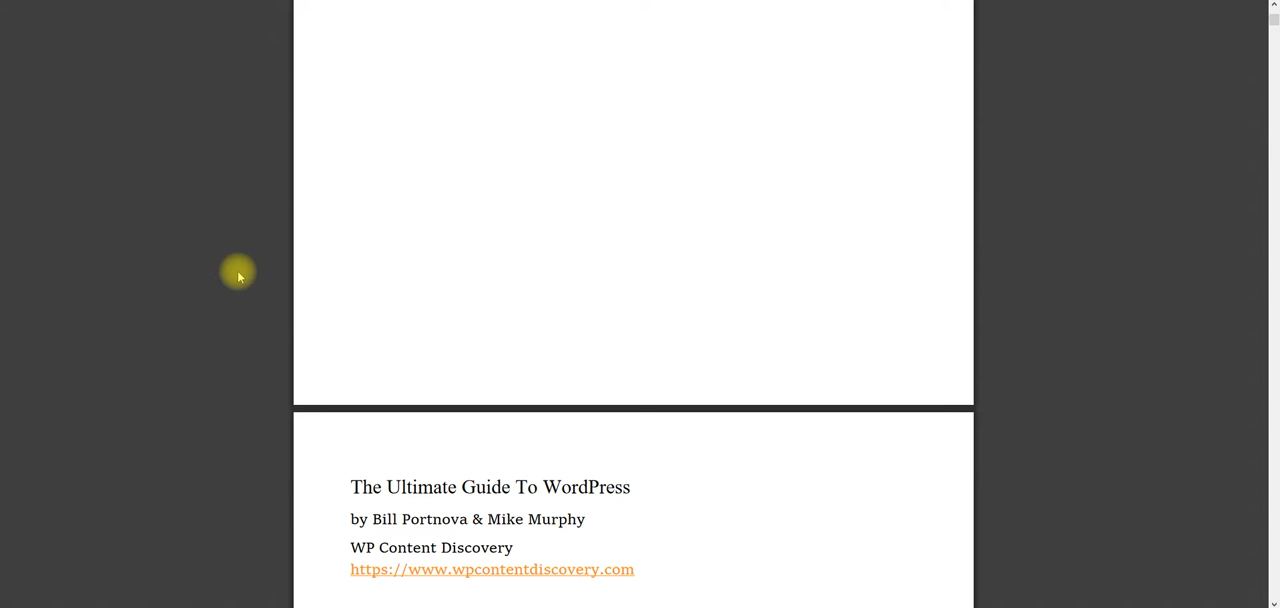 The Ultimate Guide To WordPress
by Bill Portnova & Mike Murphy
WP Content Discovery
https://www.wpcontentdiscovery.com